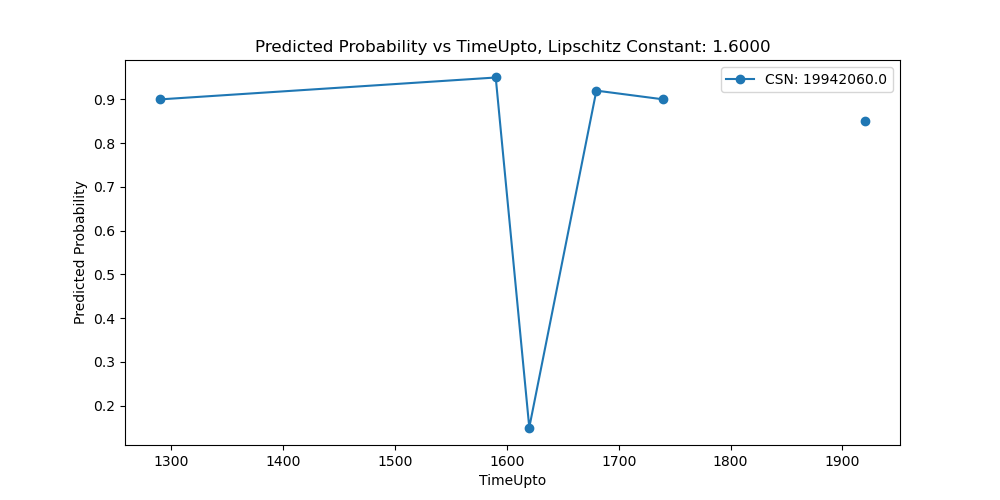 Predicted Probability vs TimeUpto, Lipschitz Constant: 1.6000
CSN: 19942060.0
Predicted Probability
0.9
0.8
0.7
0.6
0.5
0.4
0.3
0.2
1300 1400 1500 1600 1700 1800 1900
TimeUpto